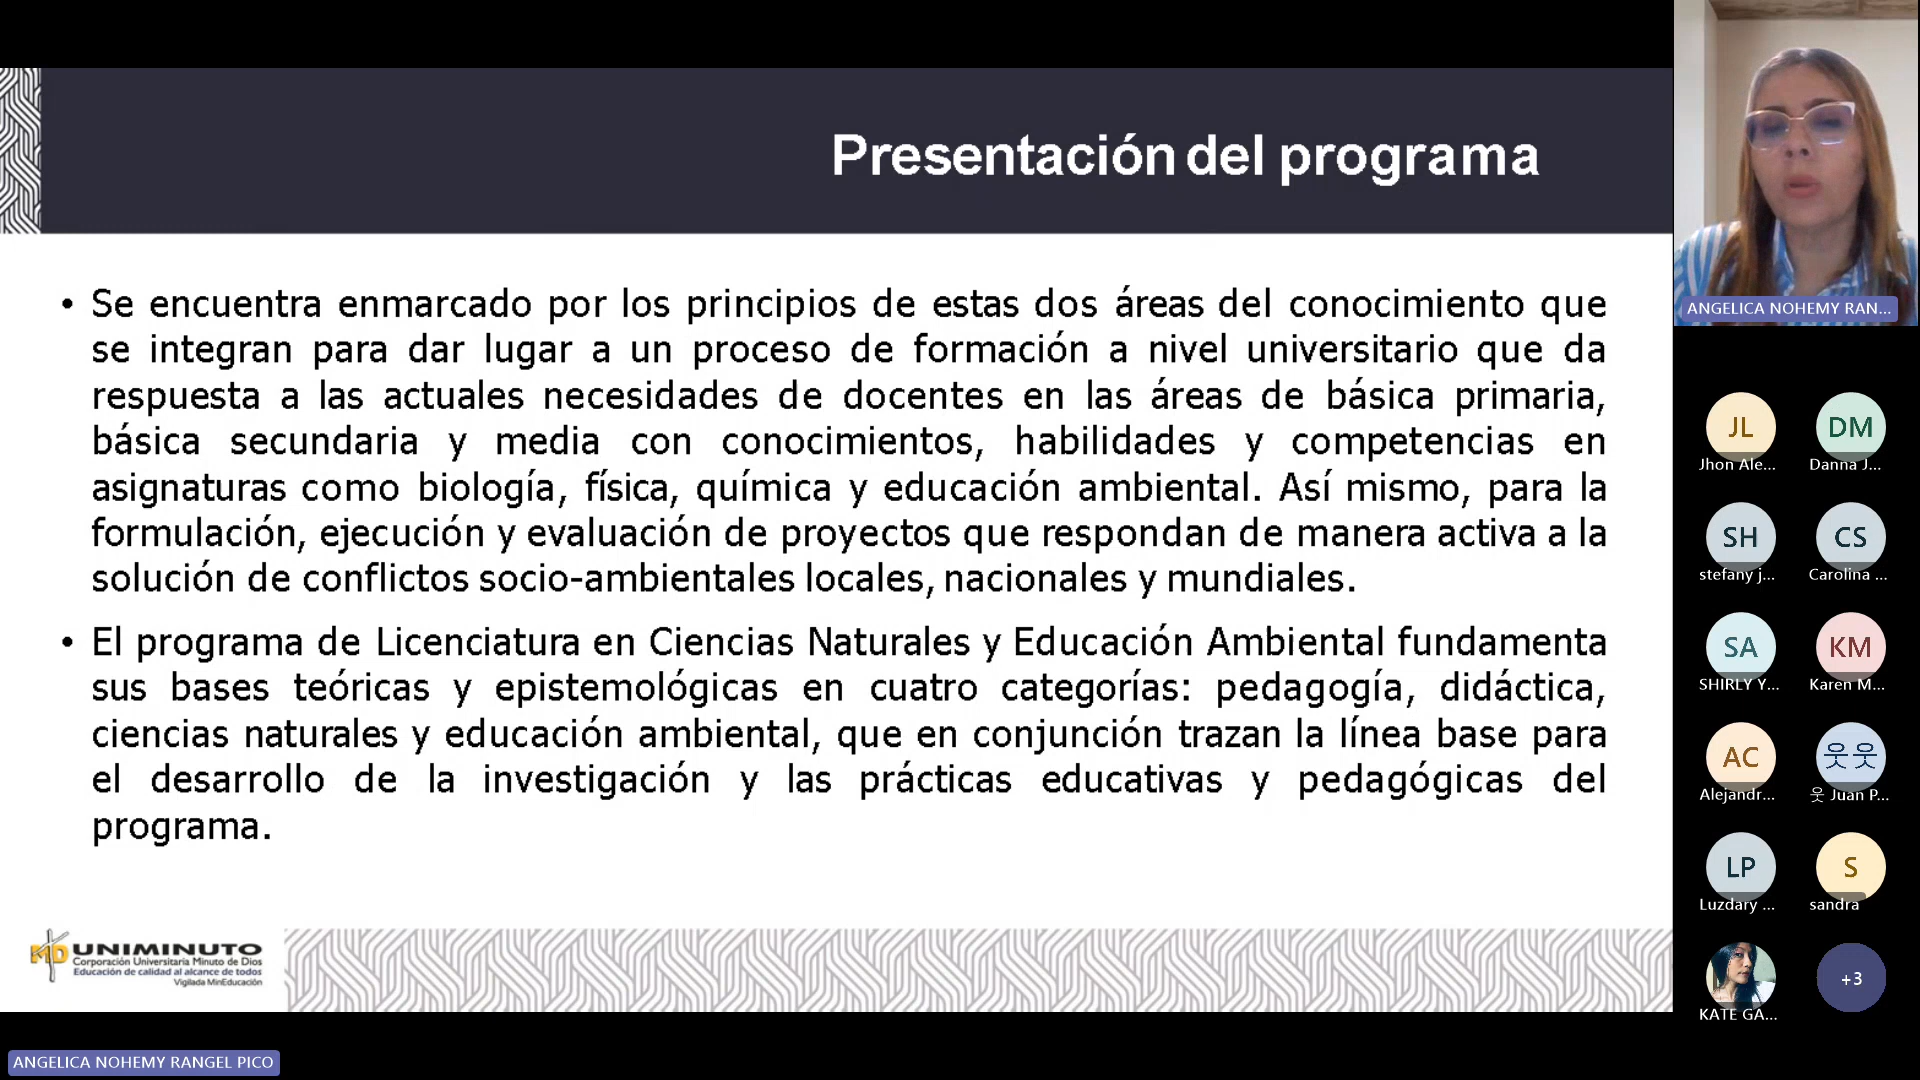 Presentación del programa
• Se encuentra enmarcado por los principios de estas dos áreas del conocimiento que
se integran para dar lugar a un proceso de formación a nivel universitario que da
respuesta a las actuales necesidades de docentes en las áreas de básica primaria,
básica secundaria y media con conocimientos, habilidades y competencias en
asignaturas como biología, física, química y educación ambiental. Así mismo, para la
formulación, ejecución y evaluación de proyectos que respondan de manera activa a la
solución de conflictos socio-ambientales locales, nacionales y mundiales.
• El programa de Licenciatura en Ciencias Naturales y Educación Ambiental fundamenta
sus bases teóricas y epistemológicas en cuatro categorías: pedagogía, didáctica,
ciencias naturales y educación ambiental, que en conjunción trazan la línea base para
el desarrollo de la investigación y las prácticas educativas y pedagógicas del
programa.
MD UNIMINUTO
Corporación Universitaria Minuto de Dios
Educación de calidad al alcance de todos
Vigilada MinEducación
ANGELICA NOHEMY RANGEL PICO
ANGELICA NOHEMY RAN...
JL DM
Jhon Ale... Danna J...
SH CS
stefany j... Carolina ...
SA KM
SHIRLY Y... Karen M...
AC 웃웃
Alejandr... 웃 Juan P...
LP S
Luzdary ... sandra
+3
KATE GA...